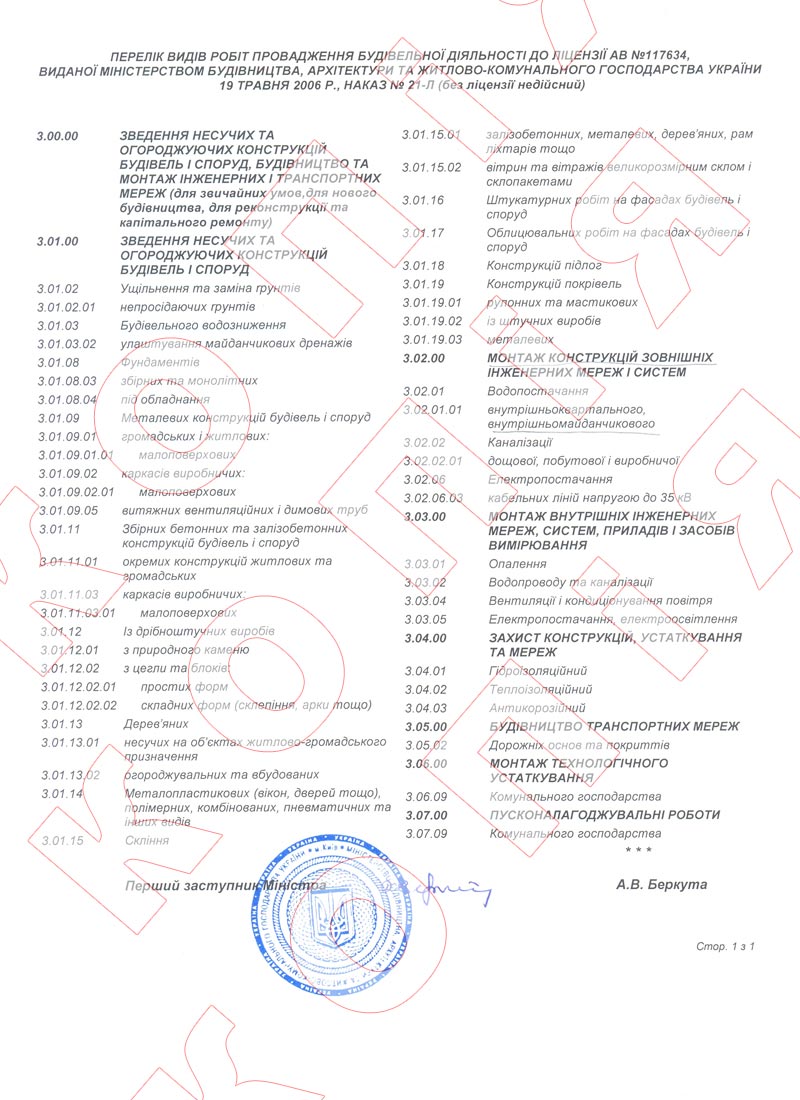 ПЕРЕЛІК ВИДІВ РОБІТ ПРОВАДЖЕННЯ БУДІВЕЛЬНОЇ ДІЯЛЬНОСТІ ДО ЛІЦЕНЗІЇ АВ №117634,
ВИДАНОЇ МІНІСТЕРСТВОМ БУДІВНИЦТВА, АРХІТЕКТУРИ ТА ЖИТЛОВО-КОМУНАЛЬНОГО ГОСПОДАРСТВА УКРАЇНИ
19 ТРАВНЯ 2006 Р., НАКАЗ № 21-Л (без ліцензії недійсний)
3.00.00 ЗВЕДЕННЯ НЕСУЧИХ ТА
ОГОРОДЖУЮЧИХ КОНСТРУКЦІЙ
БУДІВЕЛЬ І СПОРУД, БУДІВНИЦТВО ТА
МОНТАЖ ІНЖЕНЕРНИХ І ТРАНСПОРТНИХ
МЕРЕЖ (для звичайних умов,для нового
будівництва, для реконструкції та
капітального ремонту)
3.01.00 ЗВЕДЕННЯ НЕСУЧИХ ТА
ОГОРОДЖУЮЧИХ КОНСТРУКЦІЙ
БУДІВЕЛЬ І СПОРУД
3.01.02 Ущільнення та заміна ґрунтів
3.01.02.01 непросідаючих ґрунтів
3.01.03 Будівельного водозниження
3.01.03.02 улаштування майданчикових дренажів
3.01.08 Фундаментів
3.01.08.03 збірних та монолітних
3.01.08.04 під обладнання
3.01.09 Металевих конструкцій будівель і споруд
3.01.09.01 громадських і житлових:
3.01.09.01.01 малоповерхових
3.01.09.02 каркасів виробничих:
3.01.09.02.01 малоповерхових
3.01.09.05 витяжних вентиляційних і димових труб
3.01.11 Збірних бетонних та залізобетонних
конструкцій будівель і споруд
3.01.11.01 окремих конструкцій житлових та
громадських
3.01.11.03 каркасів виробничих:
3.01.11.03.01 малоповерхових
3.01.12 Із дрібноштучних виробів
3.01.12.01 з природного каменю
3.01.12.02 з цегли та блоків:
3.01.12.02.01 простих форм
3.01.12.02.02 складних форм (склепіння, арки тощо)
3.01.13 Дерев'яних
3.01.13.01 несучих на об'єктах житлово-громадського
призначення
3.01.13.02 огороджувальних та вбудованих
3.01.14 Металопластикових (вікон, дверей тощо),
полімерних, комбінованих, пневматичних та
інших видів
3.01.15 Скління
3.01.15.01 залізобетонних, металевих, дерев'яних, рам
ліхтарів тощо
3.01.15.02 вітрин та вітражів великорозмірним склом і
склопакетами
3.01.16 Штукатурних робіт на фасадах будівель і
споруд
3.01.17 Облицювальних робіт на фасадах будівель і
споруд
3.01.18 Конструкцій підлог
3.01.19 Конструкцій покрівель
3.01.19.01 рулонних та мастикових
3.01.19.02 із штучних виробів
3.01.19.03 металевих
3.02.00 МОНТАЖ КОНСТРУКЦІЙ ЗОВНІШНІХ
ІНЖЕНЕРНИХ МЕРЕЖ І СИСТЕМ
3.02.01 Водопостачання
3.02.01.01 внутрішньоквартального,
внутрішньомайданчикового
3.02.02 Каналізації
3.02.02.01 дощової, побутової і виробничої
3.02.06 Електропостачання
3.02.06.03 кабельних ліній напругою до 35 кВ
3.03.00 МОНТАЖ ВНУТРІШНІХ ІНЖЕНЕРНИХ
МЕРЕЖ, СИСТЕМ, ПРИЛАДІВ І ЗАСОБІВ
ВИМІРЮВАННЯ
3.03.01 Опалення
3.03.02 Водопроводу та каналізації
3.03.04 Вентиляції і кондиціонування повітря
3.03.05 Електропостачання, електроосвітлення
3.04.00 ЗАХИСТ КОНСТРУКЦІЙ, УСТАТКУВАННЯ
ТА МЕРЕЖ
3.04.01 Гідроізоляційний
3.04.02 Теплоізоляційний
3.04.03 Антикорозійний
3.05.00 БУДІВНИЦТВО ТРАНСПОРТНИХ МЕРЕЖ
3.05.02 Дорожніх основ та покриттів
3.06.00 МОНТАЖ ТЕХНОЛОГІЧНОГО
УСТАТКУВАННЯ
3.06.09 Комунального господарства
3.07.00 ПУСКОНАЛАГОДЖУВАЛЬНІ РОБОТИ
3.07.09 Комунального господарства
* * *
Перший заступник Міністра
А.В. Беркута
Стор. 1 з 1